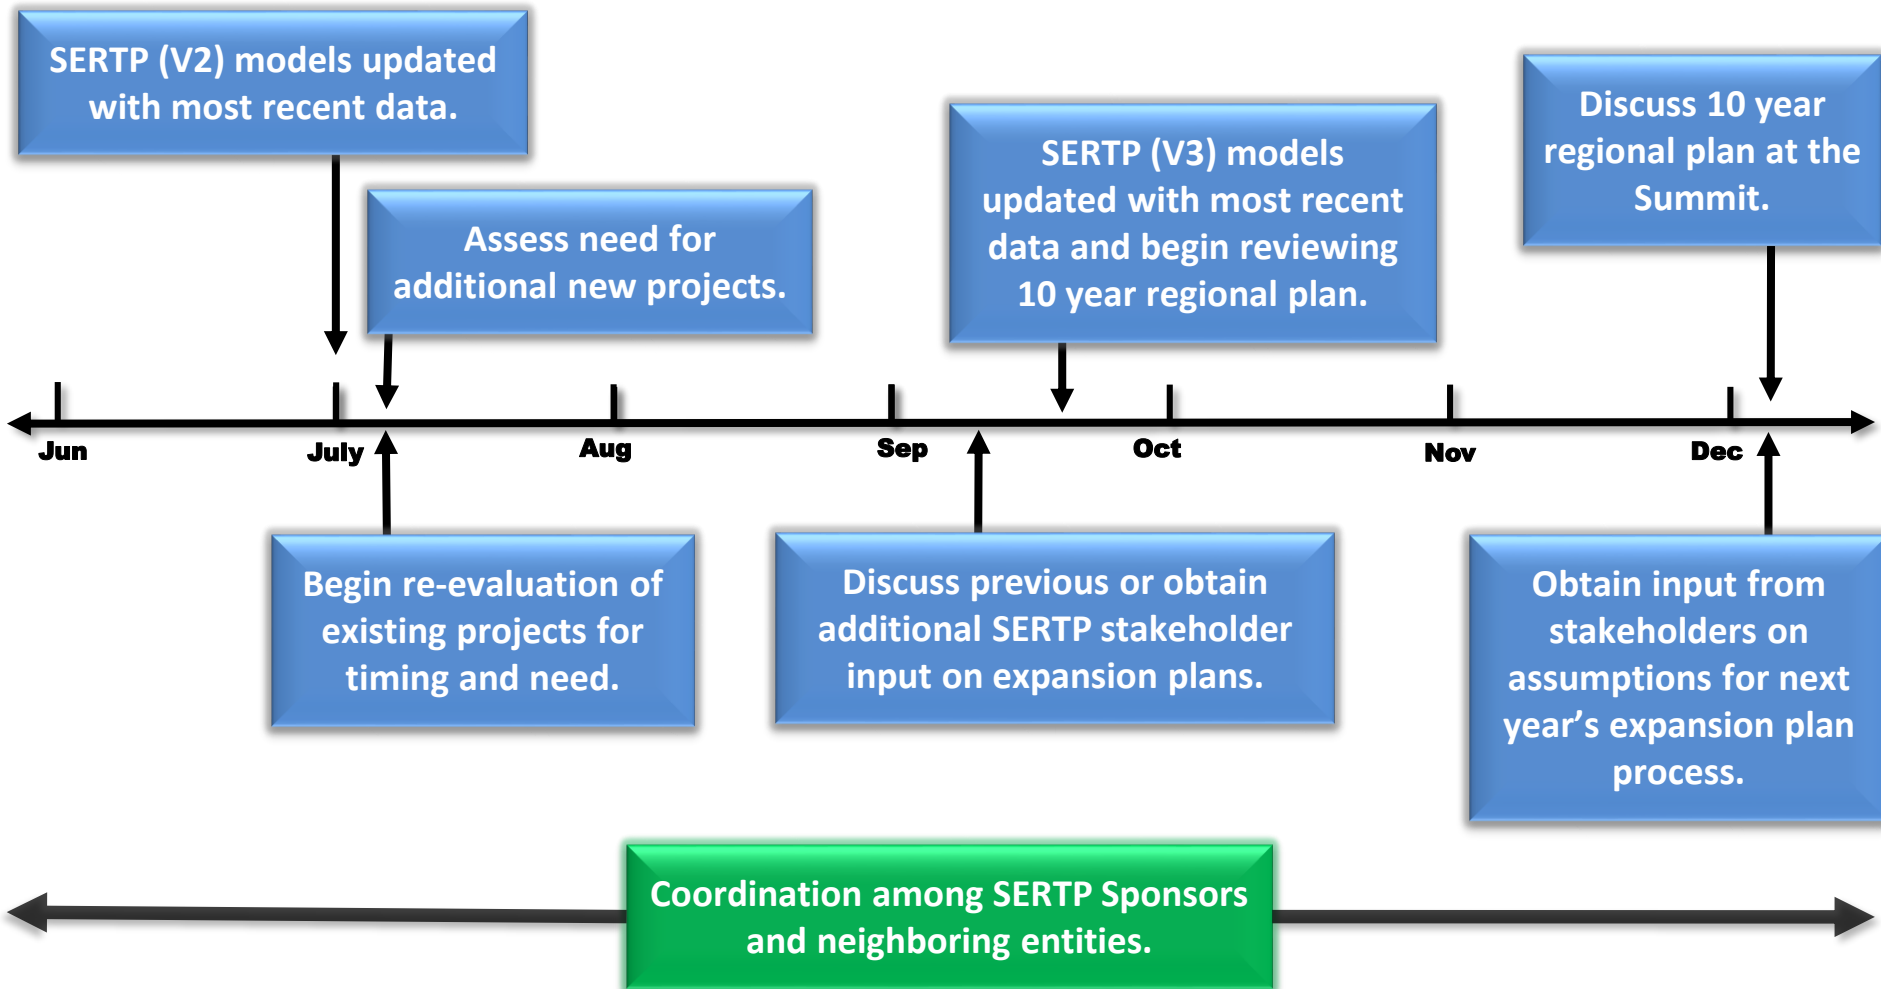 SERTP (V2) models updated
with most recent data.
Assess need for
additional new projects.
SERTP (V3) models
updated with most recent
data and begin reviewing
10 year regional plan.
Discuss 10 year
regional plan at the
Summit.
Jun
July
Aug
Sep
Oct
Nov
Dec
Begin re-evaluation of
existing projects for
timing and need.
Discuss previous or obtain
additional SERTP stakeholder
input on expansion plans.
Obtain input from
stakeholders on
assumptions for next
year’s expansion plan
process.
Coordination among SERTP Sponsors
and neighboring entities.